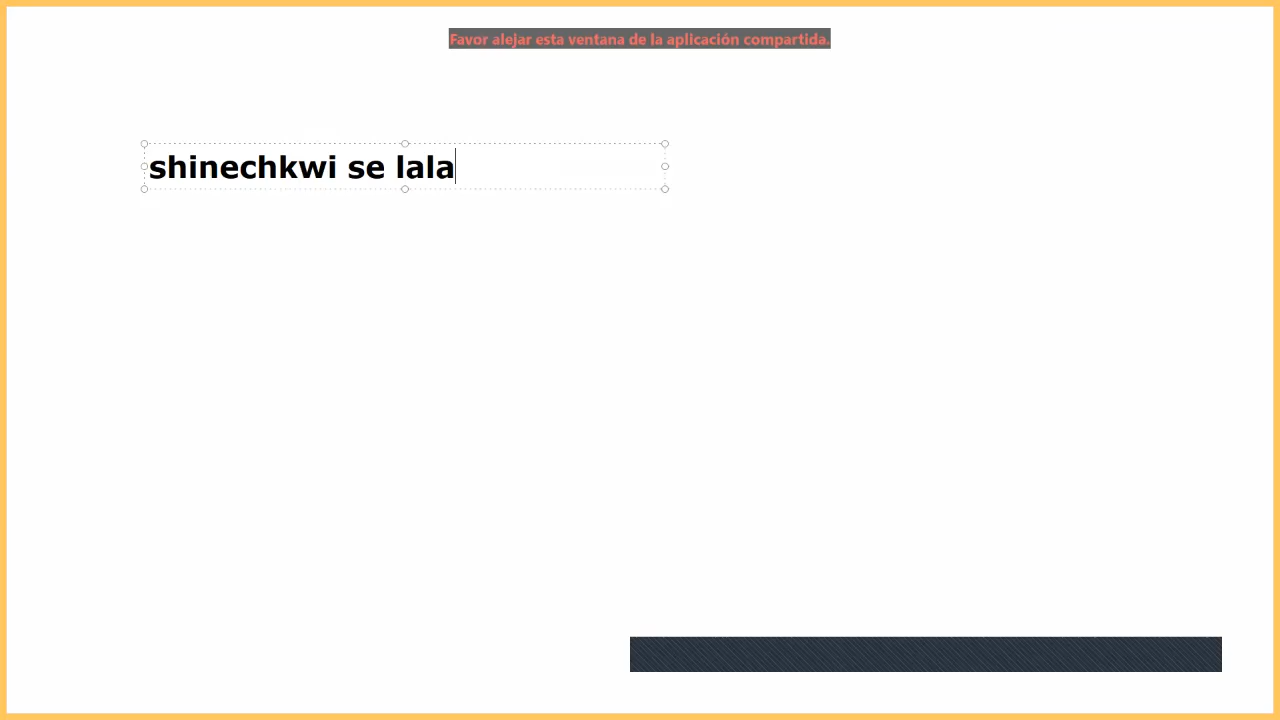 Favor alejar esta ventana de la aplicación compartida.
shinechkwi se lala